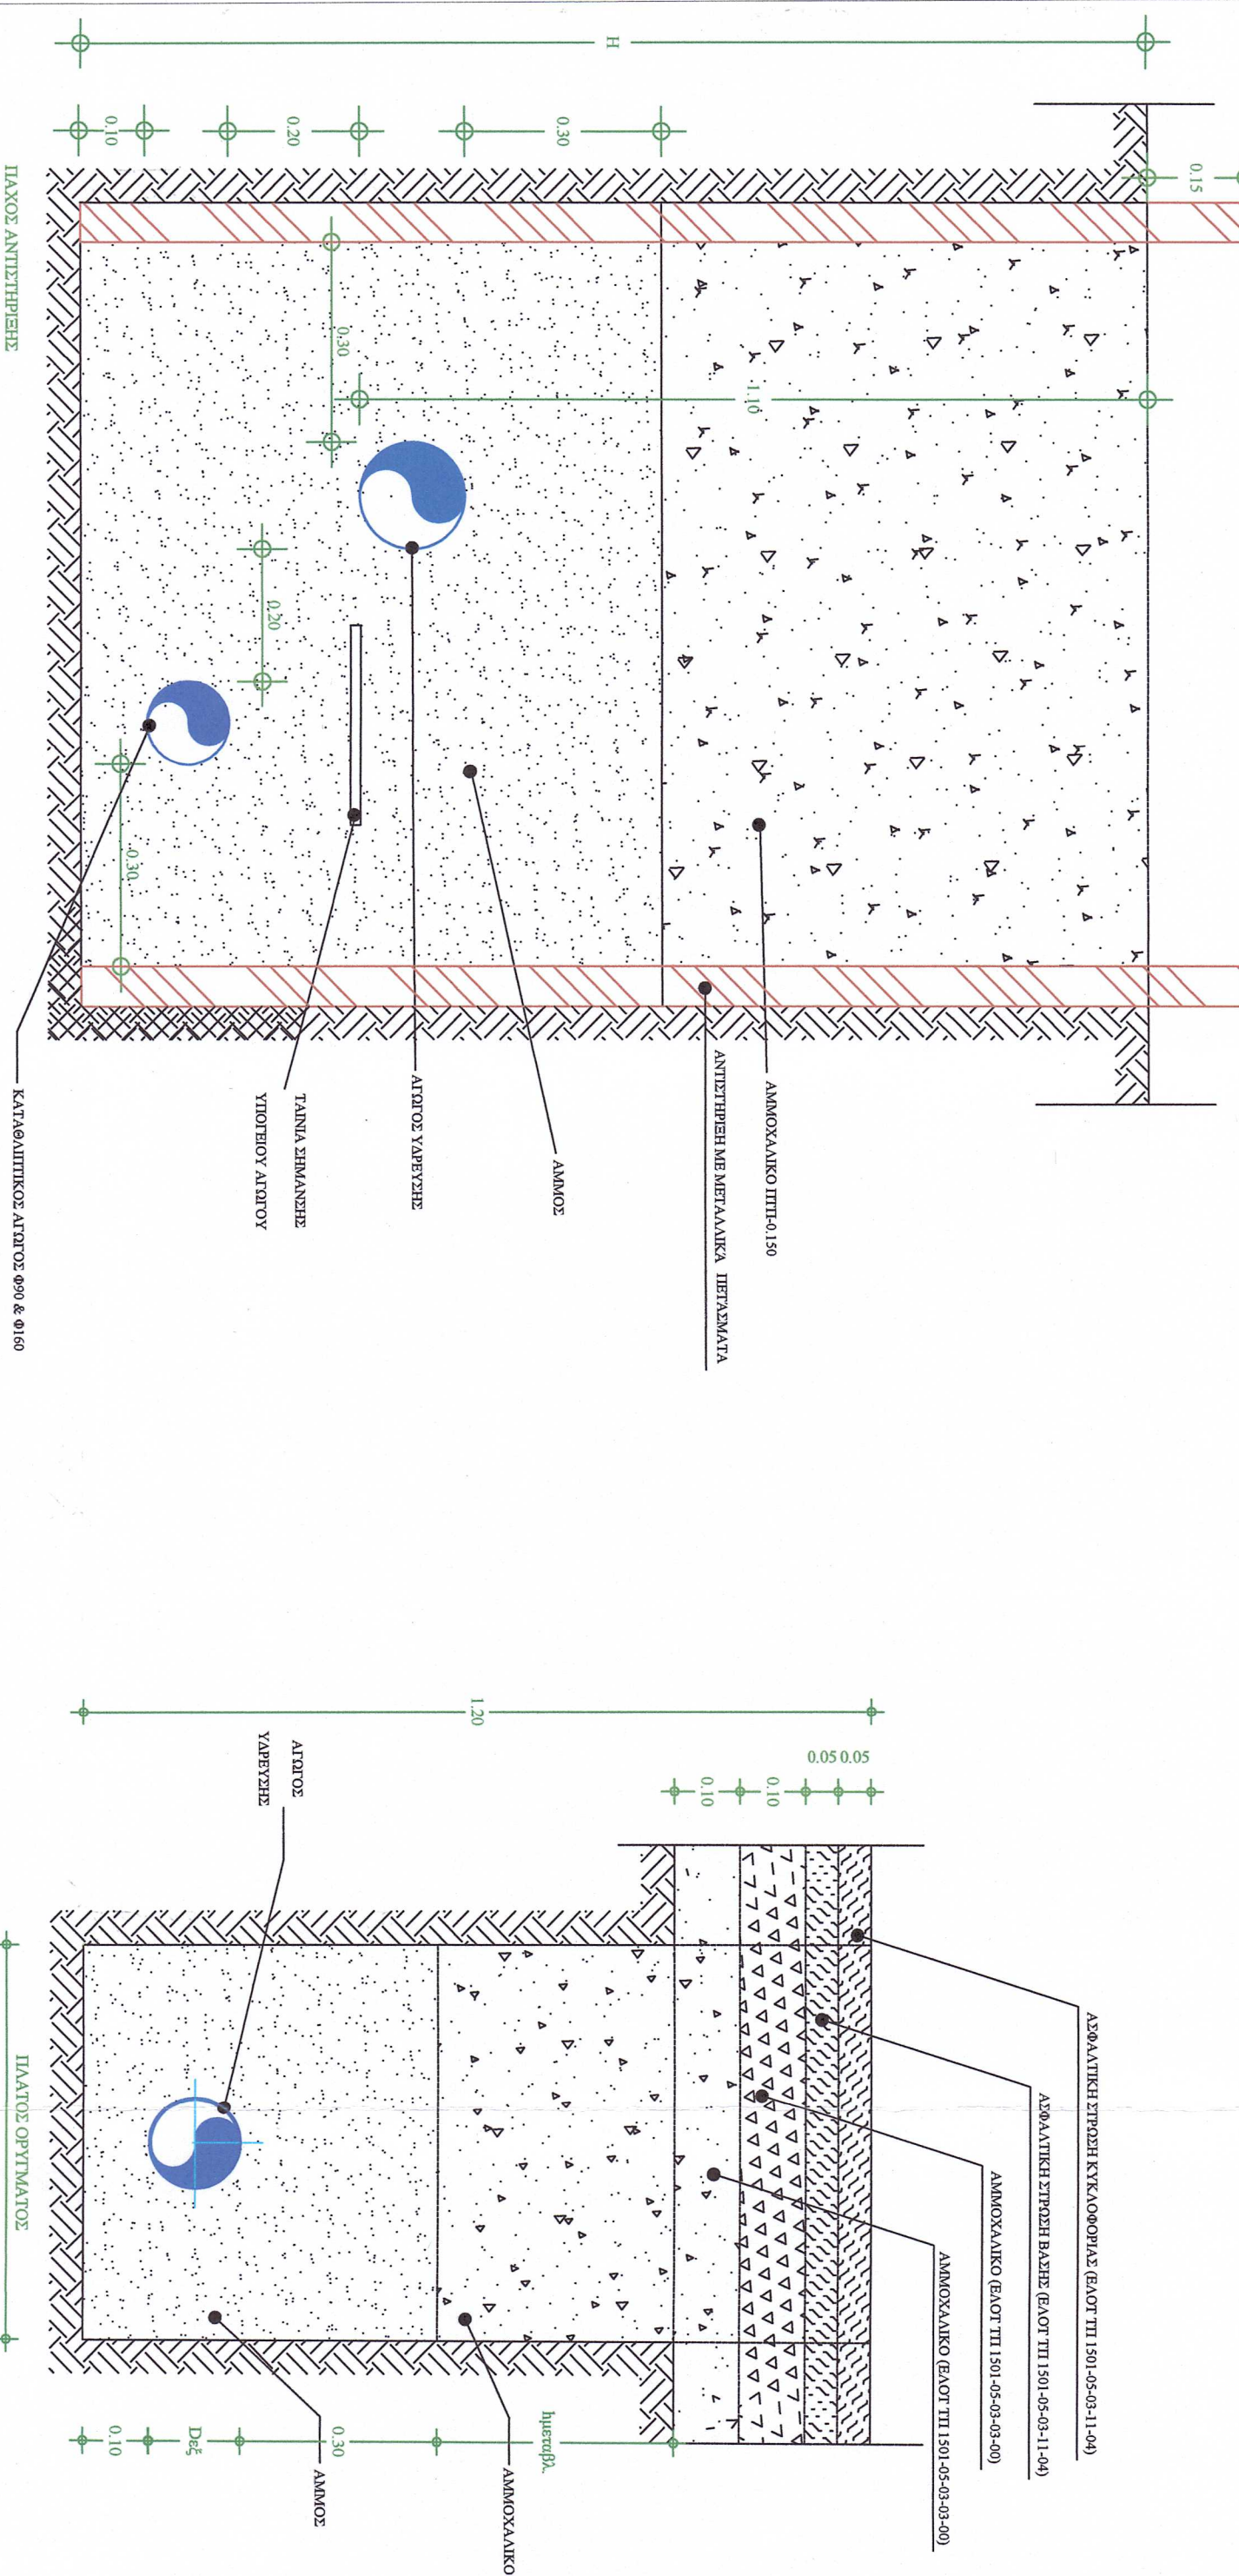 H
0.10
0.20
0.30
0.15
0.30
1.10
0.20
0.30
ΠΑΧΟΣ ΑΝΤΙΣΤΗΡΙΞΗΣ
ΑΜΜΟΧΑΛΙΚΟ ΠΤΠ-0.150
ΑΝΤΙΣΤΗΡΙΞΗ ΜΕ ΜΕΤΑΛΛΙΚΆ ΠΕΤΆΣΜΑΤΑ
ΑΜΜΟΣ
ΑΓΩΓΟΣ ΥΔΡΕΥΣΗΣ
ΤΑΙΝΙΑ ΣΗΜΑΝΣΗΣ
ΥΠΟΓΕΙΟΥ ΑΓΩΓΟΥ
ΚΑΤΑΘΛΙΠΤΙΚΟΣ ΑΓΩΓΟΣ Φ90 & Φ160
1.20
0.05 0.05
0.10
0.10
ΑΓΩΓΟΣ
ΥΔΡΕΥΣΗΣ
ΑΣΦΑΛΤΙΚΗ ΣΤΡΩΣΗ ΚΥΚΛΟΦΟΡΙΑΣ (ΕΛΟΤ ΤΠ 1501-05-03-11-04)
ΑΣΦΑΛΤΙΚΗ ΣΤΡΩΣΗ ΒΑΣΗΣ (ΕΛΟΤ ΤΠ 1501-05-03-11-04)
ΑΜΜΟΧΑΛΙΚΟ (ΕΛΟΤ ΤΠ 1501-05-03-03-00)
ΑΜΜΟΧΑΛΙΚΟ (ΕΛΟΤ ΤΠ 1501-05-03-03-00)
hμεταβλ.
0.30
Dεξ
0.10
ΑΜΜΟΧΑΛΙΚΟ
ΑΜΜΟΣ
ΠΛΑΤΟΣ ΟΡΥΓΜΑΤΟΣ